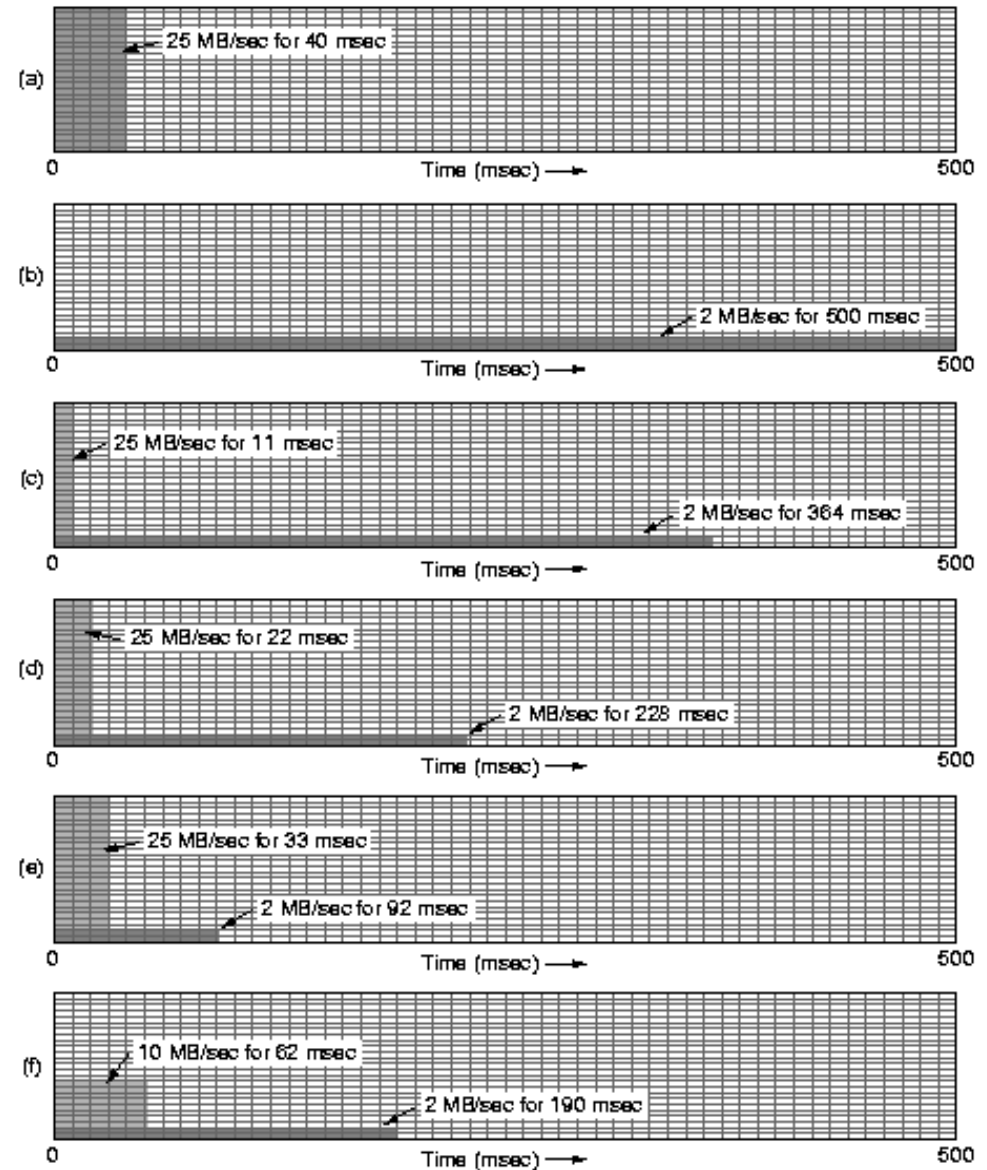 25 MB/sec for 40 msec
(a)
0
Time (msec)
500
(b)
2 MB/sec for 500 msec
0
Time (msec)
500
25 MB/sec for 11 msec
(c)
2 MB/sec for 364 msec
0
Time (msec)
500
25 MB/sec for 22 msec
(d)
2 MB/sec for 228 msec
0
Time (msec)
500
25 MB/sec for 33 msec
(e)
2 MB/sec for 92 msec
0
Time (msec)
500
10 MB/sec for 62 msec
(f)
2 MB/sec for 190 msec
0
Time (msec)
500